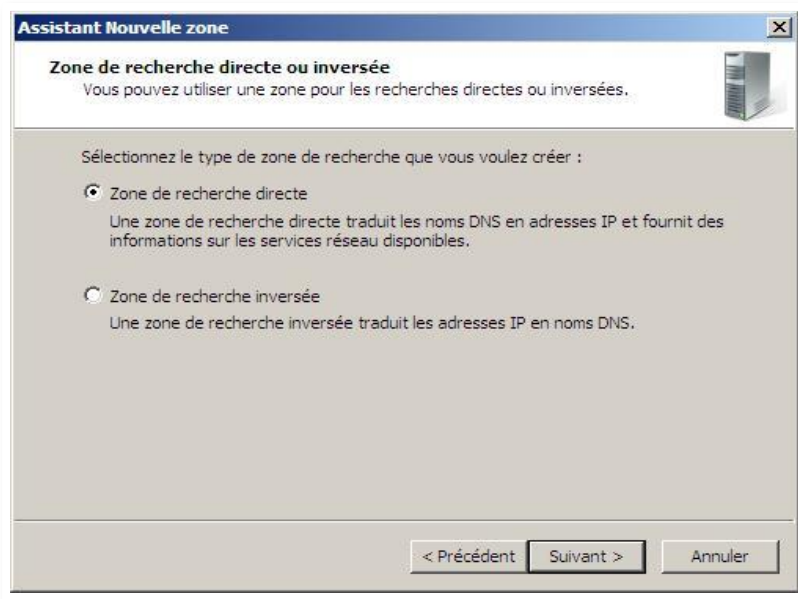 Assistant Nouvelle zone
Zone de recherche directe ou inversée
Vous pouvez utiliser une zone pour les recherches directes ou inversées.
Sélectionnez le type de zone de recherche que vous voulez créer :
Zone de recherche directe
Une zone de recherche directe traduit les noms DNS en adresses IP et fournit des
informations sur les services réseau disponibles.
Zone de recherche inversée
Une zone de recherche inversée traduit les adresses IP en noms DNS.
< Précédent Suivant > Annuler